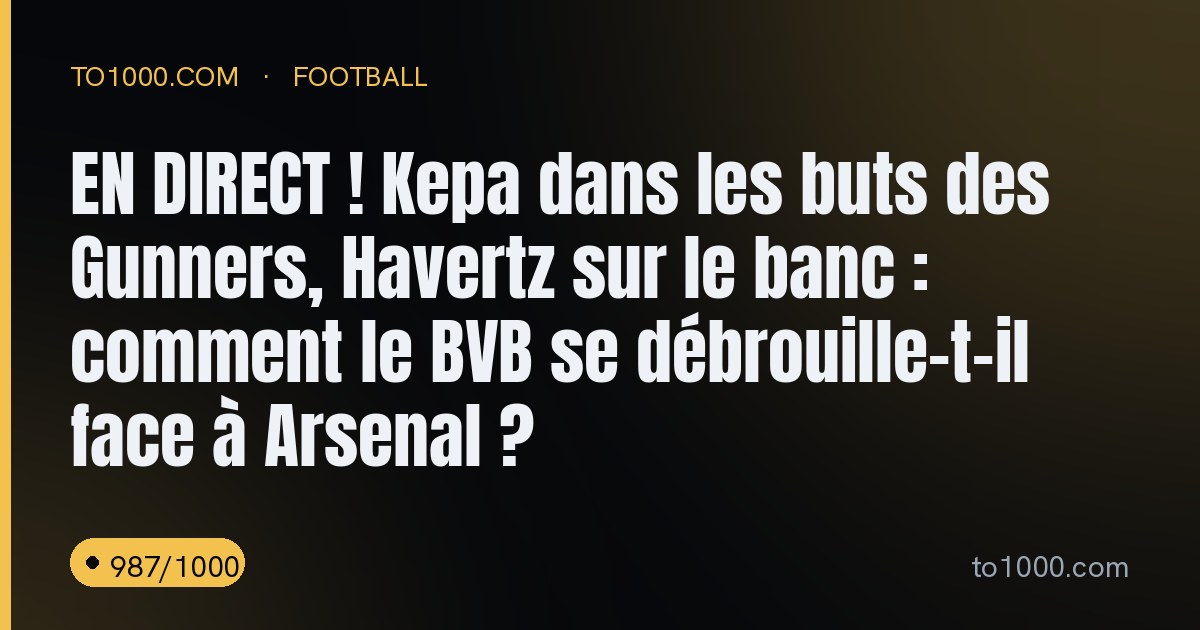 TO1000.COM · FOOTBALL
EN DIRECT ! Kepa dans les buts des
Gunners, Havertz sur le banc :
comment le BVB se débrouille-t-il
face à Arsenal ?
987/1000
to1000.com